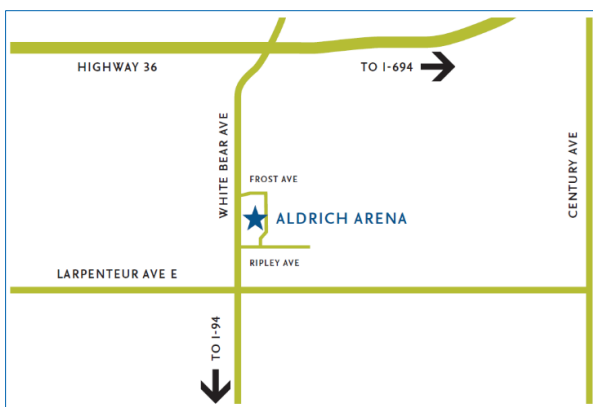 HIGHWAY 36
TO I-694
WHITE BEAR AVE
CENTURY AVE
FROST AVE
ALDRICH ARENA
RIPLEY AVE
LARPENTEUR AVE E
TO I-94